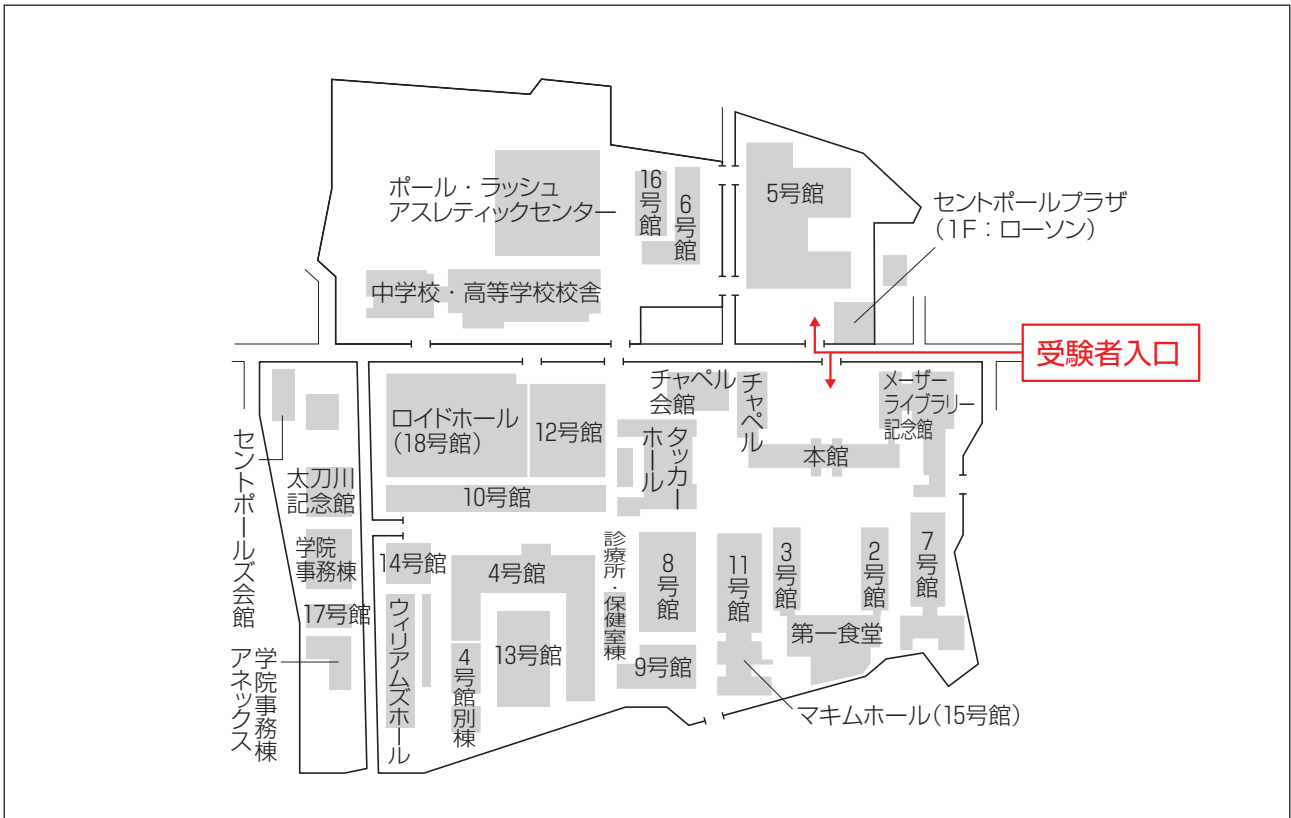 ポール・ラッシュ
アスレティックセンター
16号館
6号館
5号館
セントポールプラザ
(1F：ローソン)
中学校・高等学校校舎
受験者入口
チャペル
会館
チャペル
メーザー
ライブラリー
記念館
ロイドホール
(18号館)
12号館
タッカー
ホール
本館
セントポールズ会館
太刀川
記念館
10号館
学院
事務棟
14号館
4号館
診療所・保健室棟
8号館
11号館
3号館
2号館
7号館
17号館
ウィリアムズホール
13号館
4号館別棟
9号館
第一食堂
学院事務棟
アネックス
マキムホール(15号館)